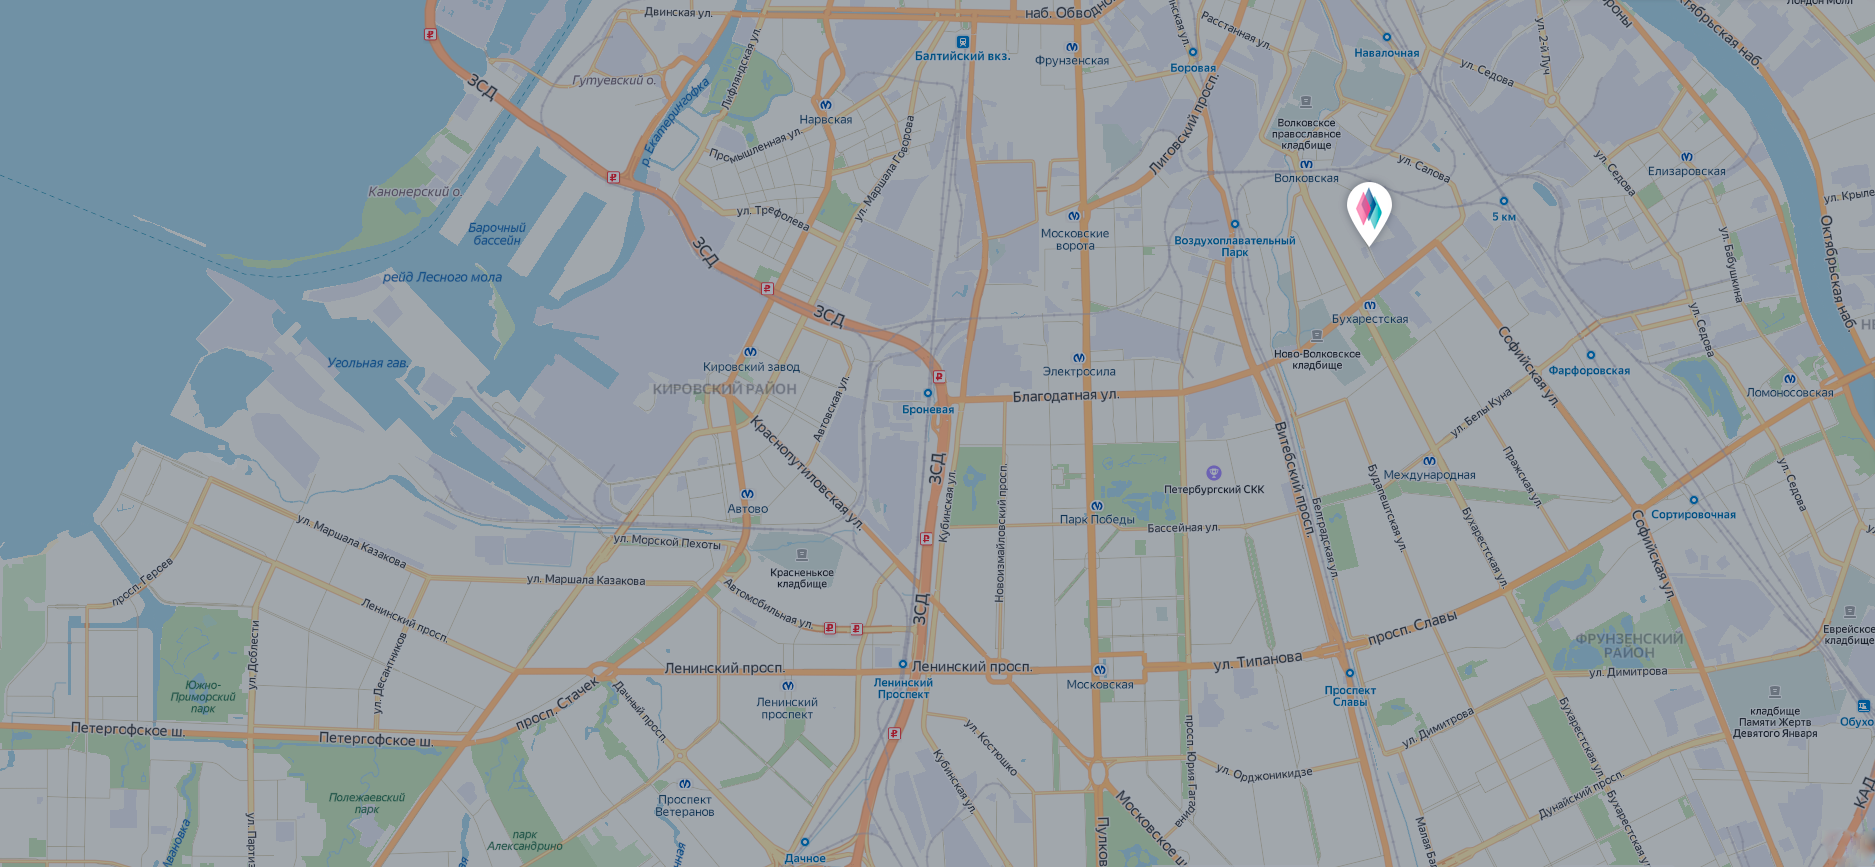 Двинская ул.
наб. Обводно
Лондон Молл
Октябрьская наб.
ЗСД
Гутуевский о.
Лифляндская ул.
Балтийский вкз.
Фрунзенская
Боровая
Расстанная ул.
Навалочная
ул. Седова
ул. 2-й Луч
р. Екатерингофка
Нарвская
Промышленная ул.
ул. Маршала Говорова
Лиговский просп.
Волковское
православное
кладбище
Волковская
ул. Салова
ул. Седова
Елизаровская
Канонерский о.
ул. Трефолева
Московские
ворота
Воздухоплавательный
Парк
5 км
ул. Крыле
Октябрьская наб.
ул. Бабушкина
Барочный
бассейн
рейд Лесного мола
ЗСД
ЗСД
Бухарестская
Угольная гав.
Кировский завод
КИРОВСКИЙ РАЙОН
Автовская ул.
Броневая
Электросила
Благодатная ул.
Ново-Волковское
кладбище
Софийская ул.
Фарфоровская
ул. Седова
Ломоносовская
Краснопутиловская ул.
ЗСД
Кубинская ул.
Новоизмайловский просп.
Петербургский СКК
Витебский просп.
Белградская ул.
Будапештская ул.
ул. Белы Куна
Международная
Пражская ул.
Бухарестская ул.
Сортировочная
ул. Седова
Автово
Парк Победы
Бассейная ул.
ул. Маршала Казакова
ул. Морской Пехоты
Красненькое
кладбище
Софийская ул.
просп. Героев
ул. Маршала Казакова
Автомобильная ул.
ЗСД
Ленинский просп.
ул. Доблести
ул. Десантников
просп. Славы
ФРУНЗЕНСКИЙ
РАЙОН
Еврейское
кладбище
Ленинский просп.
Ленинский просп.
ул. Типанова
ул. Димитрова
Южно-
Приморский
парк
просп. Стачек
Дачный просп.
Ленинский
проспект
Ленинский
Проспект
Московская
Проспект
Славы
кладбище
Памяти Жертв
Девятого Января
Обухо
Петергофское ш.
Петергофское ш.
ул. Костюшко
Кубинская ул.
просп. Юрия Гагарина
ул. Орджоникидзе
ул. Димитрова
Бухарестская ул.
Дунайский просп.
Бухарестская ул.
КАД
Полежаевский
парк
Ивановка
ул. Партиз
парк
Александрино
Проспект
Ветеранов
Дачное
Пулков
Московское ш.
Малая Ба